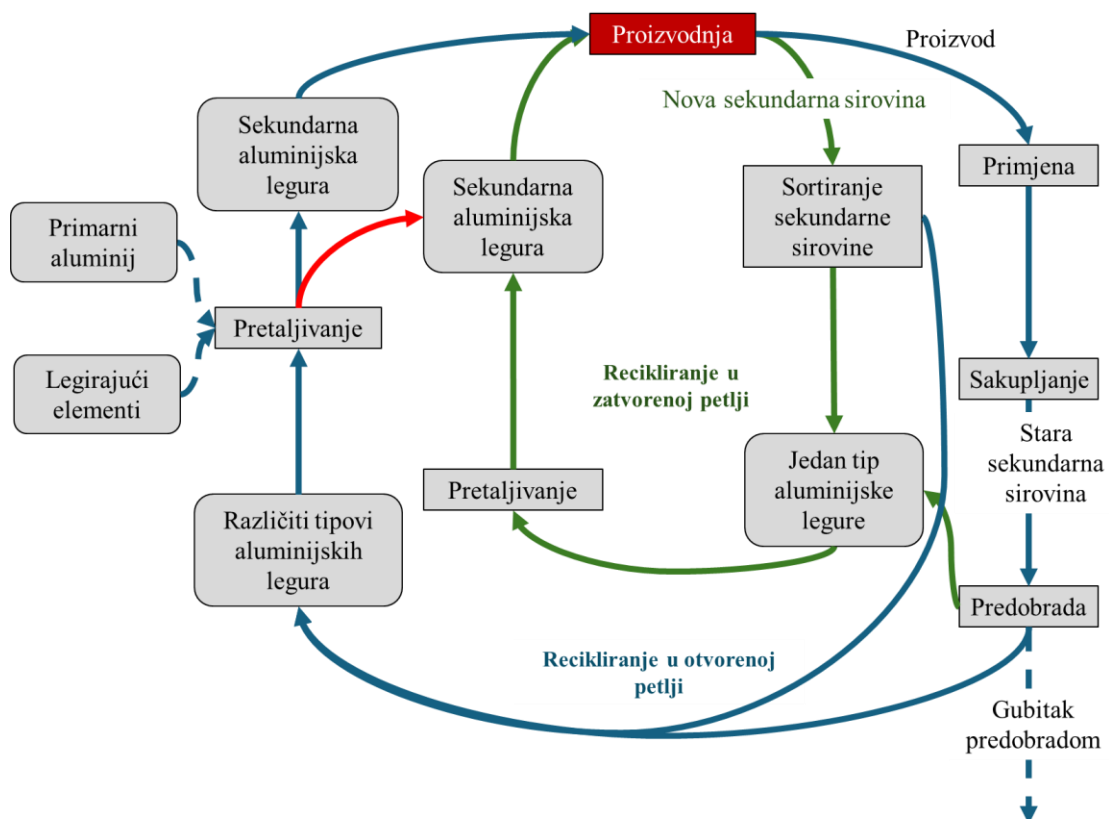 Proizvodnja
Proizvod
Nova sekundarna sirovina
Sekundarna
aluminijska
legura
Sekundarna
aluminijska
legura
Sortiranje
sekundarne
sirovine
Primjena
Primarni
aluminij
Pretaljivanje
Legirajući
elementi
Recikliranje u
zatvorenoj petlji
Sakupljanje
Stara
sekundarna
sirovina
Jedan tip
aluminijske
legure
Pretaljivanje
Različiti tipovi
aluminijskih
legura
Predobrada
Recikliranje u otvorenoj
petlji
Gubitak
predobradom